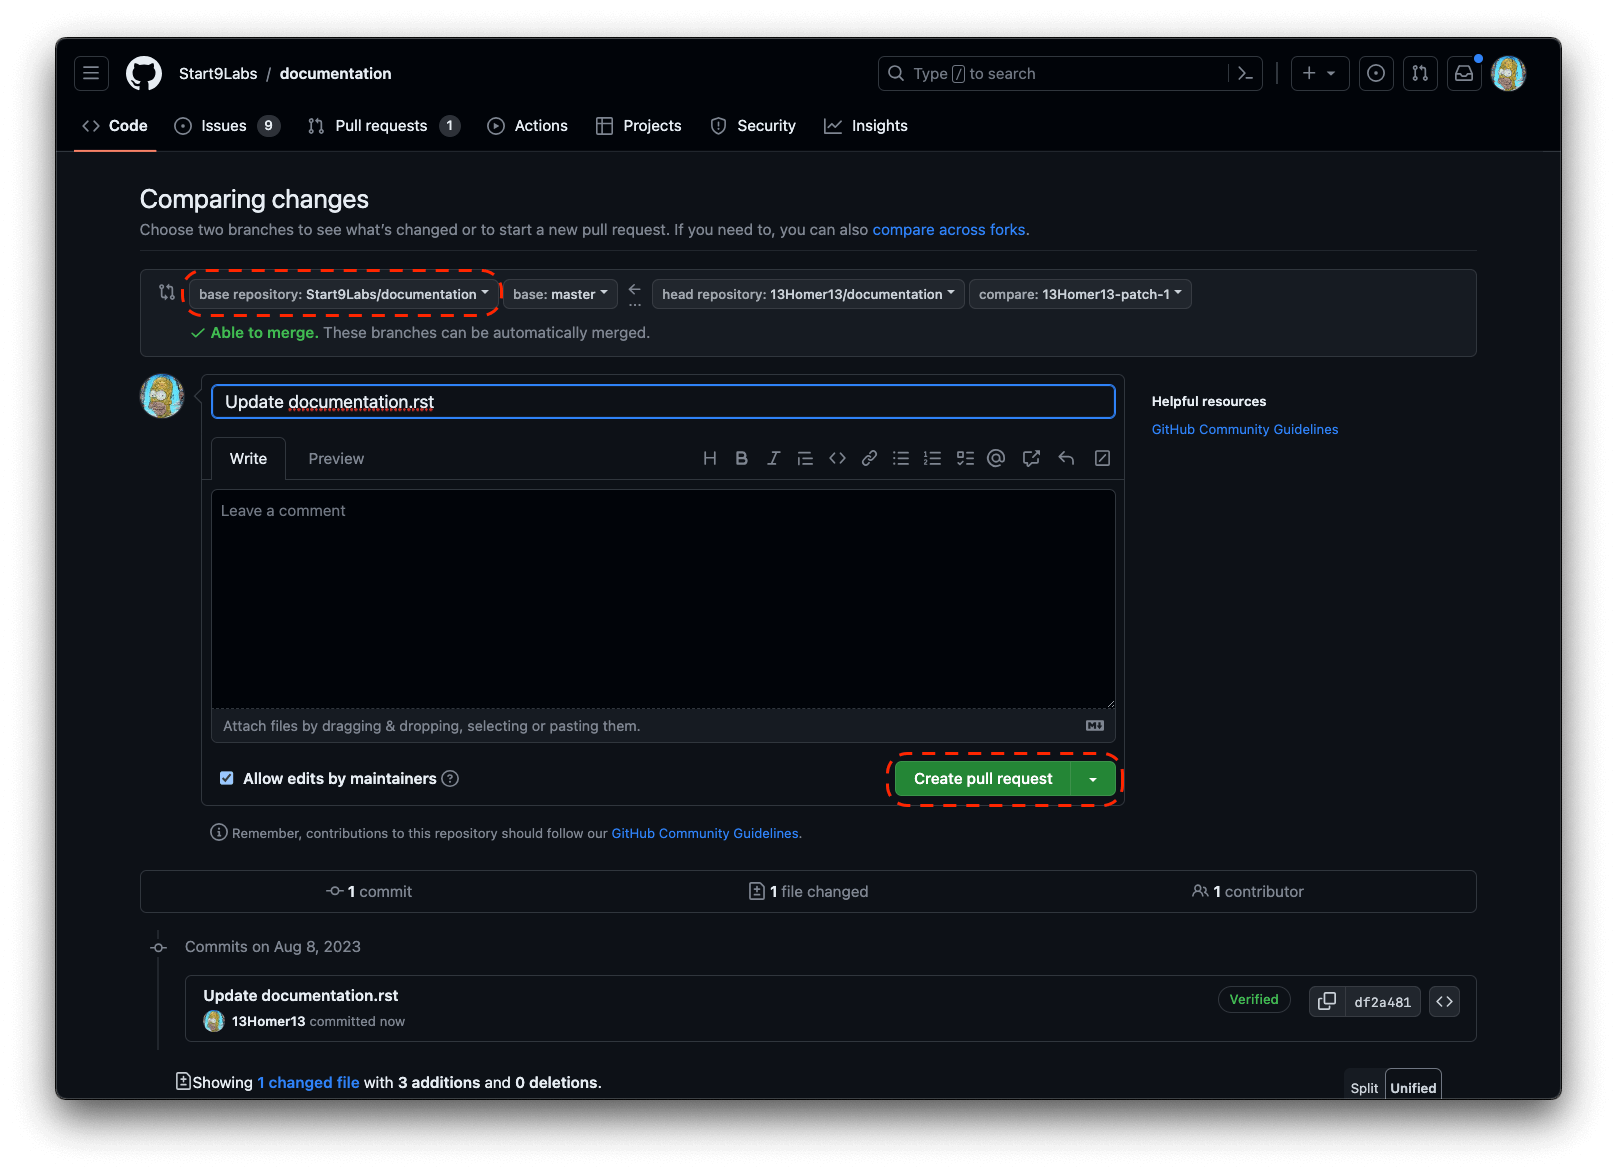 Start9Labs / documentation
Type / to search
Code
Issues 9
Pull requests 1
Actions
Projects
Security
Insights
Comparing changes
Choose two branches to see what's changed or to start a new pull request. If you need to, you can also compare across forks.
base repository: Start9Labs/documentation
base: master
head repository: 13Homer13/documentation
compare: 13Homer13-patch-1
Able to merge. These branches can be automatically merged.
Update documentation.rst
Helpful resources
GitHub Community Guidelines
Write
Preview
Leave a comment
Attach files by dragging & dropping, selecting or pasting them.
Allow edits by maintainers
Create pull request
Remember, contributions to this repository should follow our GitHub Community Guidelines.
1 commit
1 file changed
1 contributor
Commits on Aug 8, 2023
Update documentation.rst
13Homer13 committed now
Verified
df2a481
Showing 1 changed file with 3 additions and 0 deletions.
Split
Unified